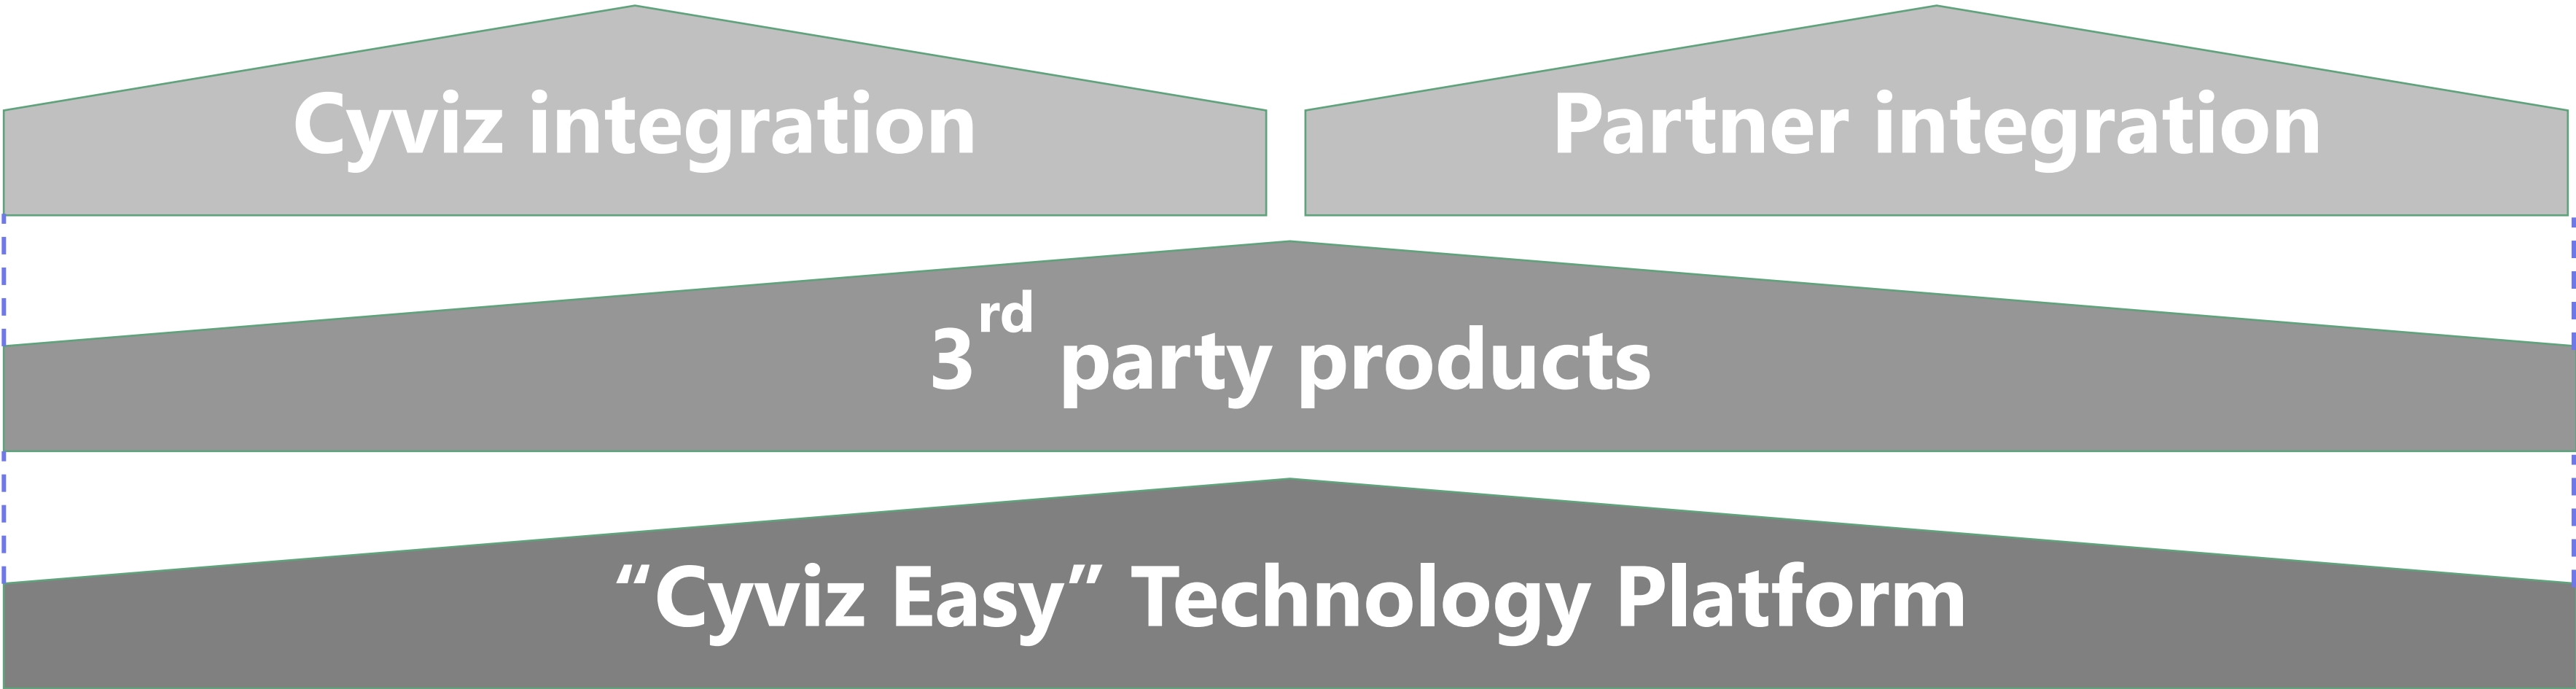 Cyviz integration
Partner integration
3rd party products
“Cyviz Easy” Technology Platform